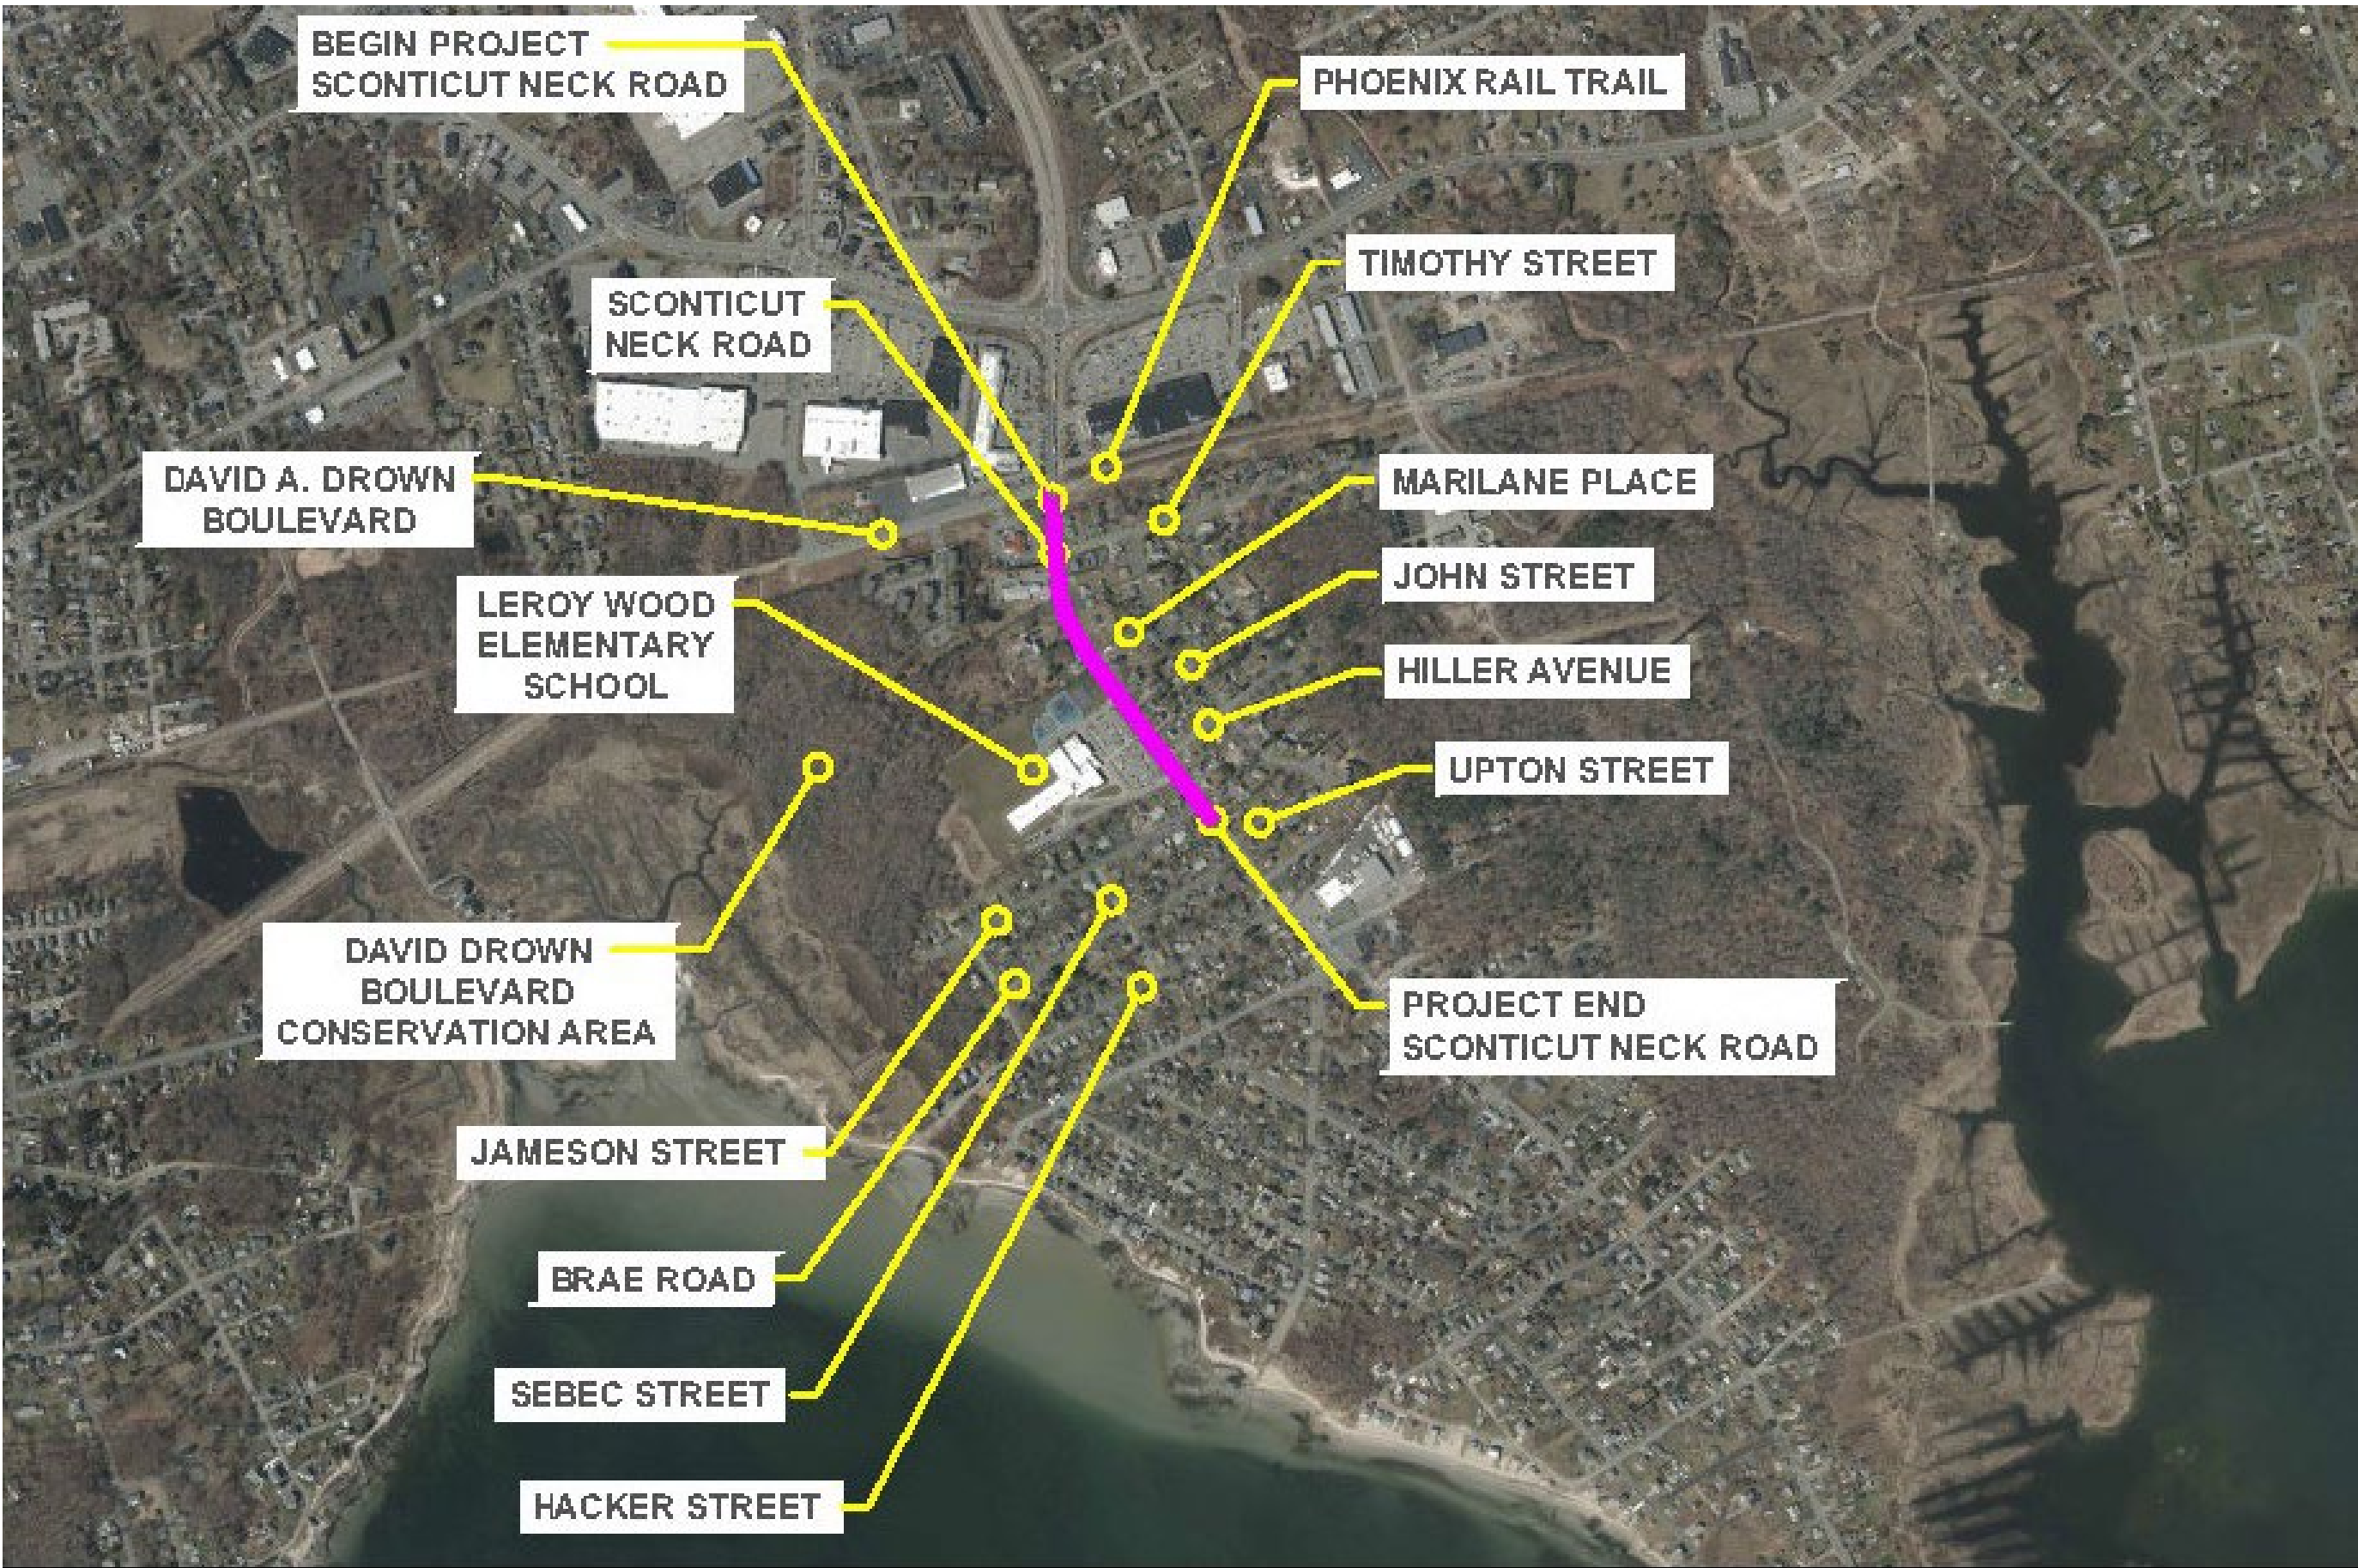 BEGIN PROJECT
SCONTICUT NECK ROAD
PHOENIX RAIL TRAIL
TIMOTHY STREET
SCONTICUT
NECK ROAD
DAVID A. DROWN
BOULEVARD
MARILANE PLACE
JOHN STREET
LEROY WOOD
ELEMENTARY
SCHOOL
HILLER AVENUE
UPTON STREET
DAVID DROWN
BOULEVARD
CONSERVATION AREA
PROJECT END
SCONTICUT NECK ROAD
JAMESON STREET
BRAE ROAD
SEBEC STREET
HACKER STREET